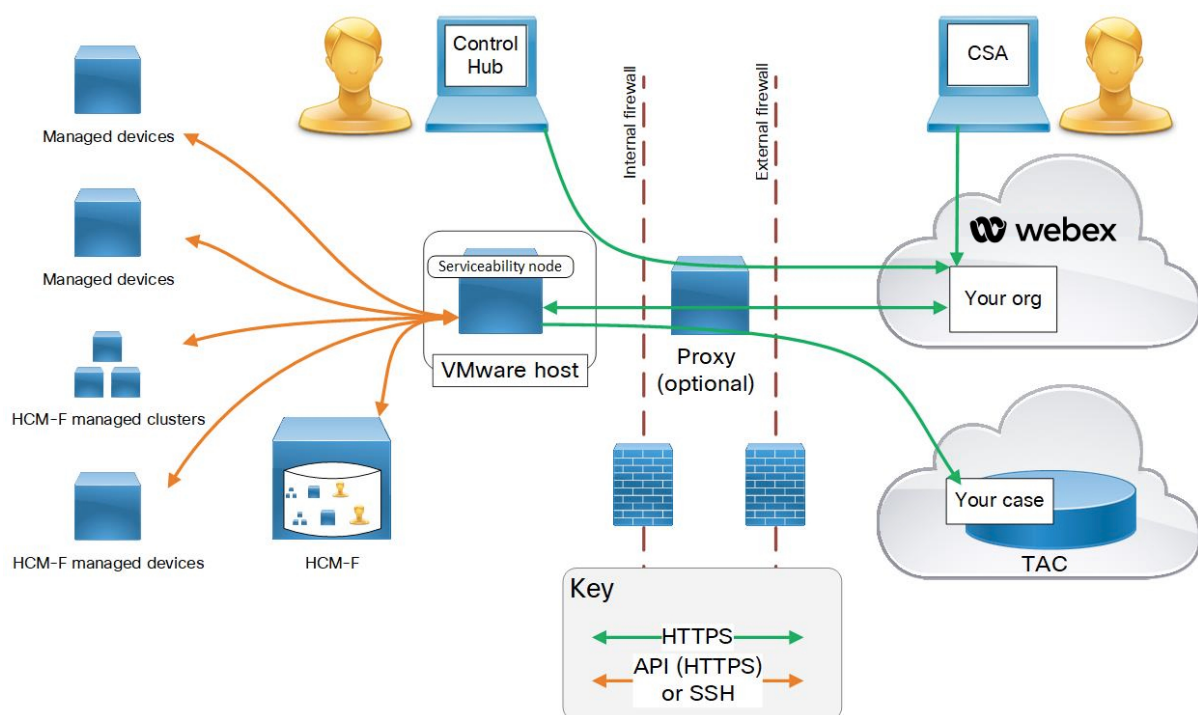 Control
Hub
CSA
Internal firewall
External firewall
Managed devices
webex
Serviceability node
Managed devices
Your org
VMware host
Proxy
(optional)
HCM-F managed clusters
Your case
HCM-F managed devices
HCM-F
TAC
Key
HTTPS
API (HTTPS)
or SSH